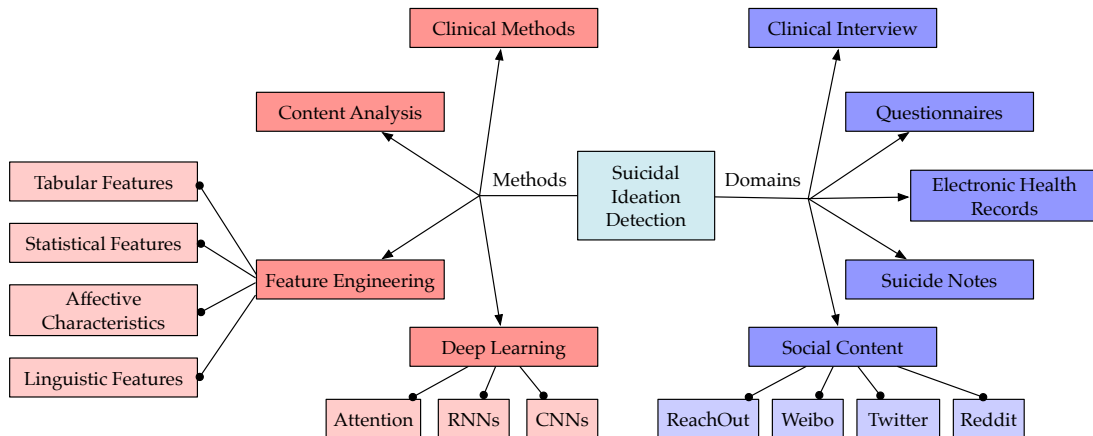 Clinical Methods
Clinical Interview
Content Analysis
Questionnaires
Tabular Features
Methods
Suicidal
Ideation
Detection
Domains
Electronic Health
Records
Statistical Features
Feature Engineering
Suicide Notes
Affective
Characteristics
Linguistic Features
Deep Learning
Social Content
Attention
RNNs
CNNs
ReachOut
Weibo
Twitter
Reddit